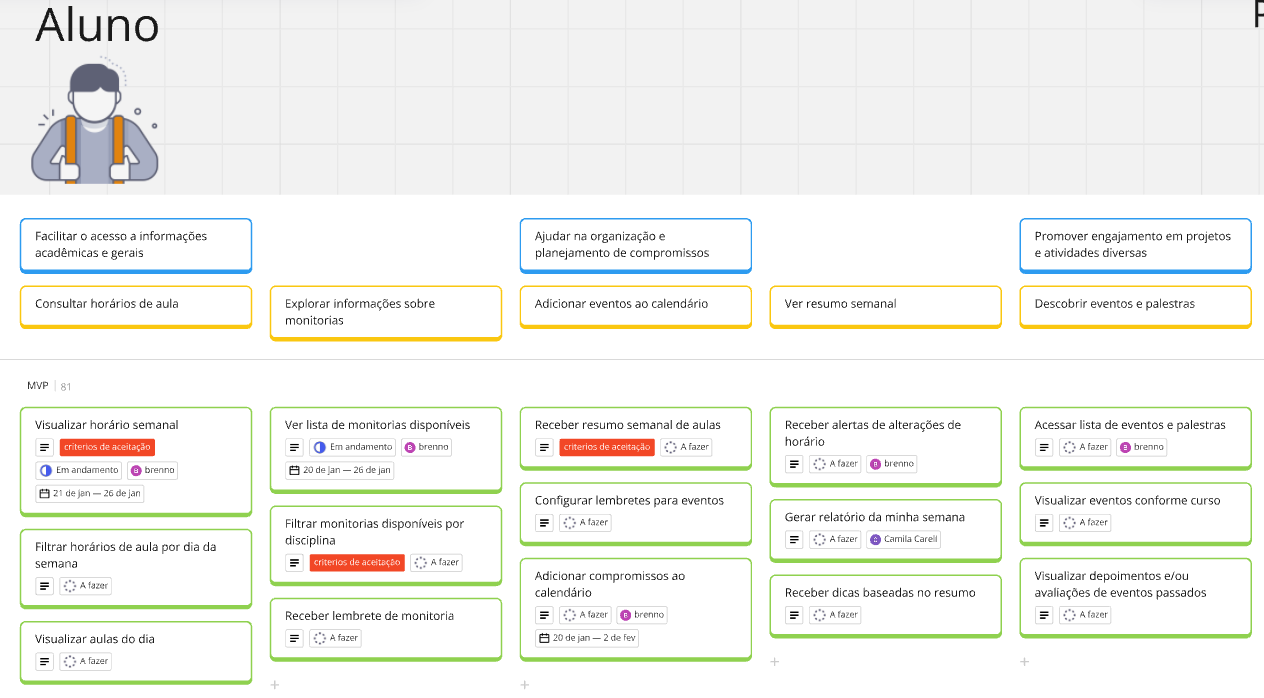 Aluno
Facilitar o acesso a informações
acadêmicas e gerais
Ajudar na organização e
planejamento de compromissos
Promover engajamento em projetos
e atividades diversas
Consultar horários de aula
Explorar informações sobre
monitorias
Adicionar eventos ao calendário
Ver resumo semanal
Descobrir eventos e palestras
MVP 81
Visualizar horário semanal
criterios de aceitação
Em andamento
B brenno
21 de jan — 26 de jan
Filtrar horários de aula por dia da
semana
A fazer
Visualizar aulas do dia
A fazer
Ver lista de monitorias disponíveis
Em andamento
B brenno
20 de jan — 26 de jan
Filtrar monitorias disponíveis por
disciplina
criterios de aceitação
A fazer
Receber lembrete de monitoria
A fazer
+
Receber resumo semanal de aulas
criterios de aceitação
A fazer
Configurar lembretes para eventos
A fazer
Adicionar compromissos ao
calendário
A fazer
B brenno
20 de jan — 2 de fev
+
Receber alertas de alterações de
horário
A fazer
B brenno
Gerar relatório da minha semana
A fazer
Camila Careli
Receber dicas baseadas no resumo
A fazer
+
Acessar lista de eventos e palestras
A fazer
B brenno
Visualizar eventos conforme curso
A fazer
Visualizar depoimentos e/ou
avaliações de eventos passados
A fazer
+